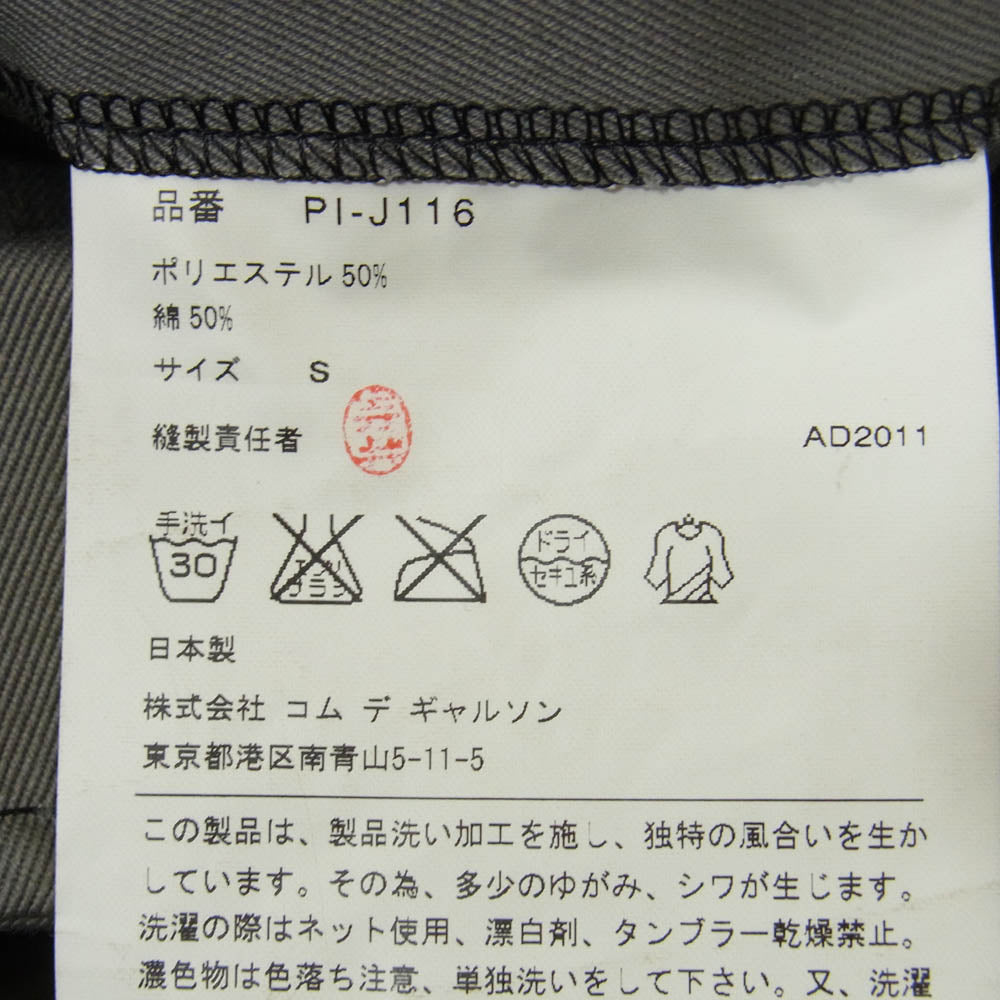 品番 PI-J116
ポリエステル 50%
綿 50%
サイズ S
縫製責任者
AD2011
手洗イ
30
エンソ
ドライ
セキユ系
日本製
株式会社 コム デ ギャルソン
東京都港区南青山5-11-5
この製品は、製品洗い加工を施し、独特の風合いを生か
しています。その為、多少のゆがみ、シワが生じます。
洗濯の際はネット使用、漂白剤、タンブラー乾燥禁止。
濃色物は色落ち注意、単独洗いをして下さい。又、洗濯